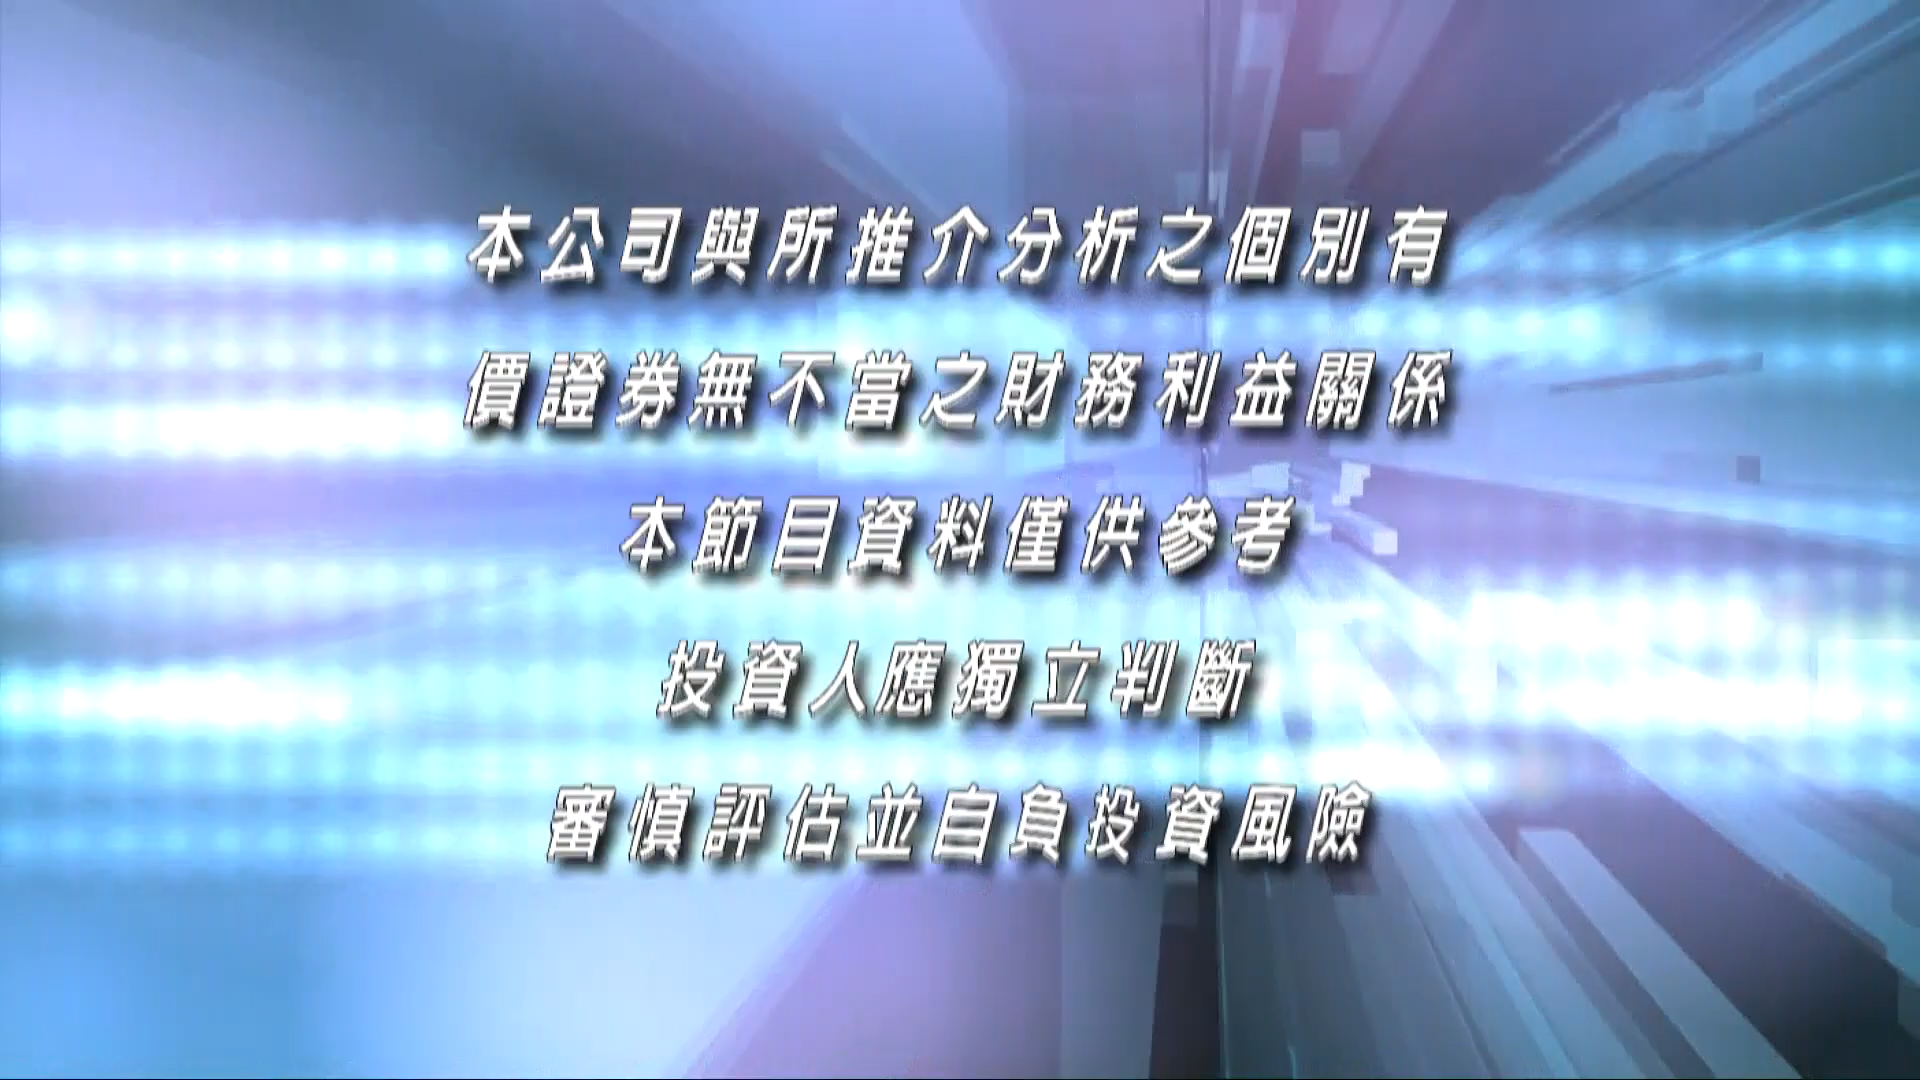 本公司與所推介分析之個別有
價證券無不當之財務利益關係
本節目資料僅供參考
投資人應獨立判斷
審慎評估並自負投資風險